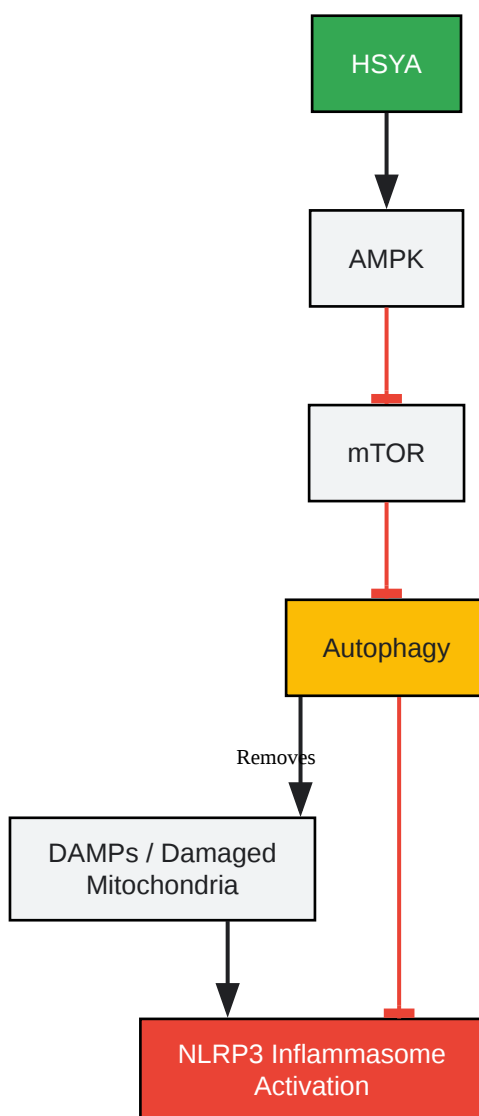 HSYA
AMPK
mTOR
Autophagy
Removes
DAMPs / Damaged
Mitochondria
NLRP3 Inflammasome
Activation